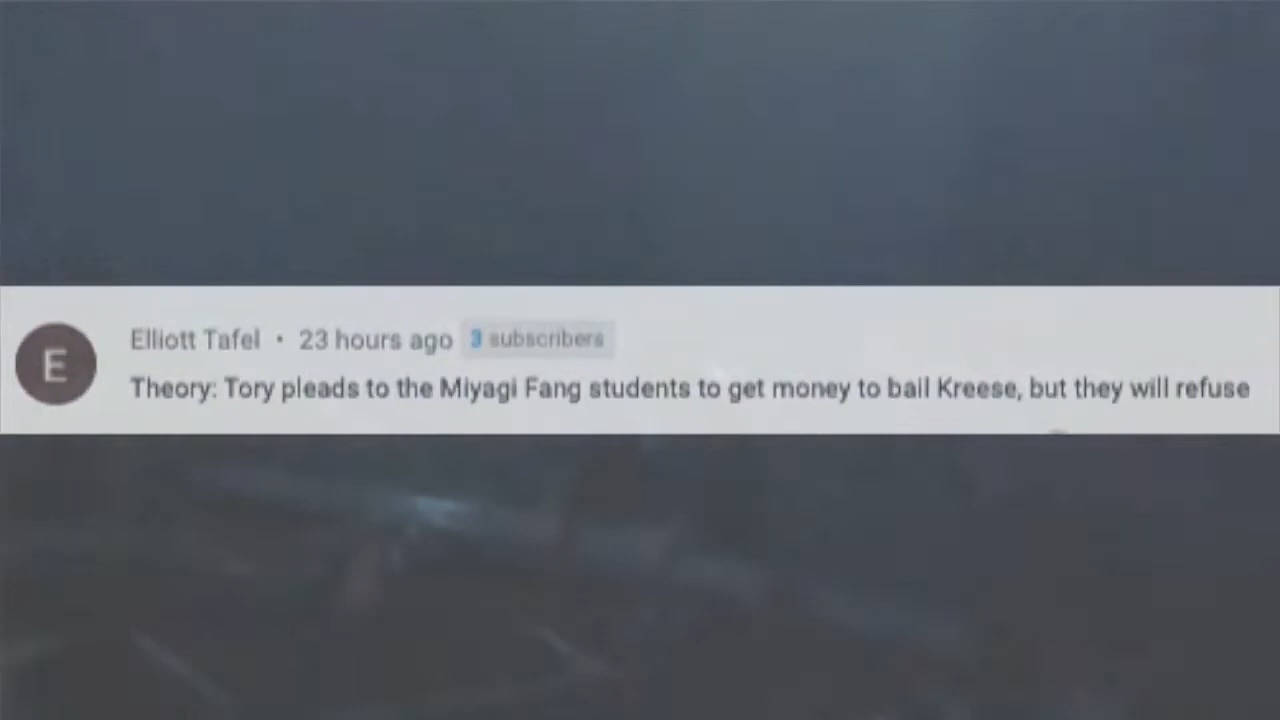 E
Elliott Tafel • 23 hours ago 3 subscribers
Theory: Tory pleads to the Miyagi Fang students to get money to bail Kreese, but they will refuse